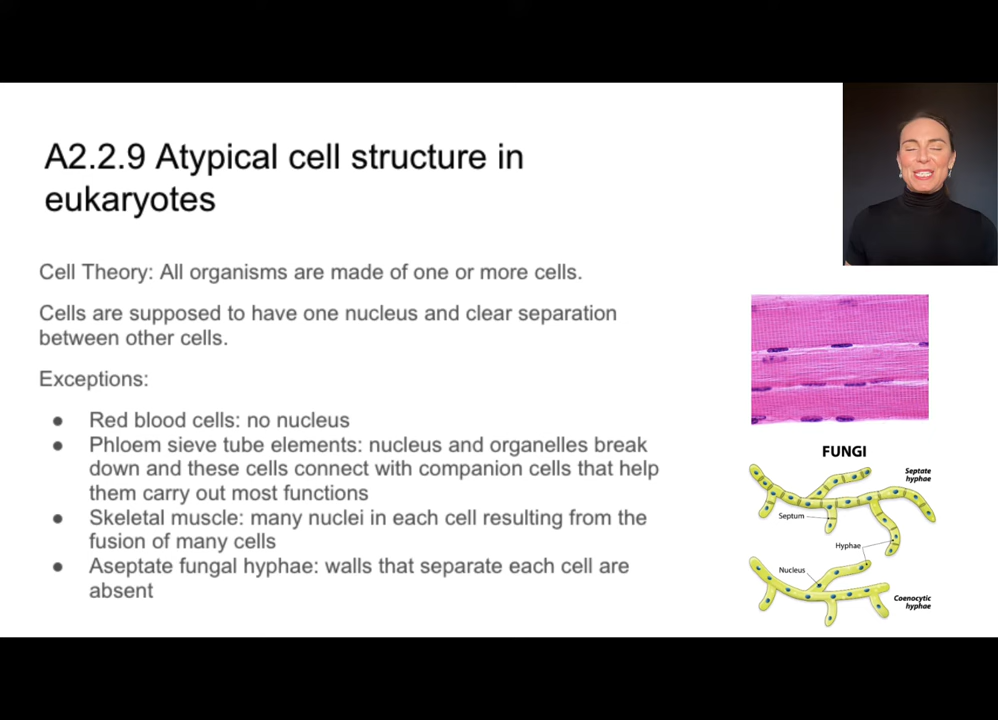 A2.2.9 Atypical cell structure in
eukaryotes
Cell Theory: All organisms are made of one or more cells.
Cells are supposed to have one nucleus and clear separation
between other cells.
Exceptions:
● Red blood cells: no nucleus
● Phloem sieve tube elements: nucleus and organelles break
down and these cells connect with companion cells that help
them carry out most functions
● Skeletal muscle: many nuclei in each cell resulting from the
fusion of many cells
● Aseptate fungal hyphae: walls that separate each cell are
absent
FUNGI
Septate
hyphae
Septum
Hyphae
Nucleus
Coenocytic
hyphae